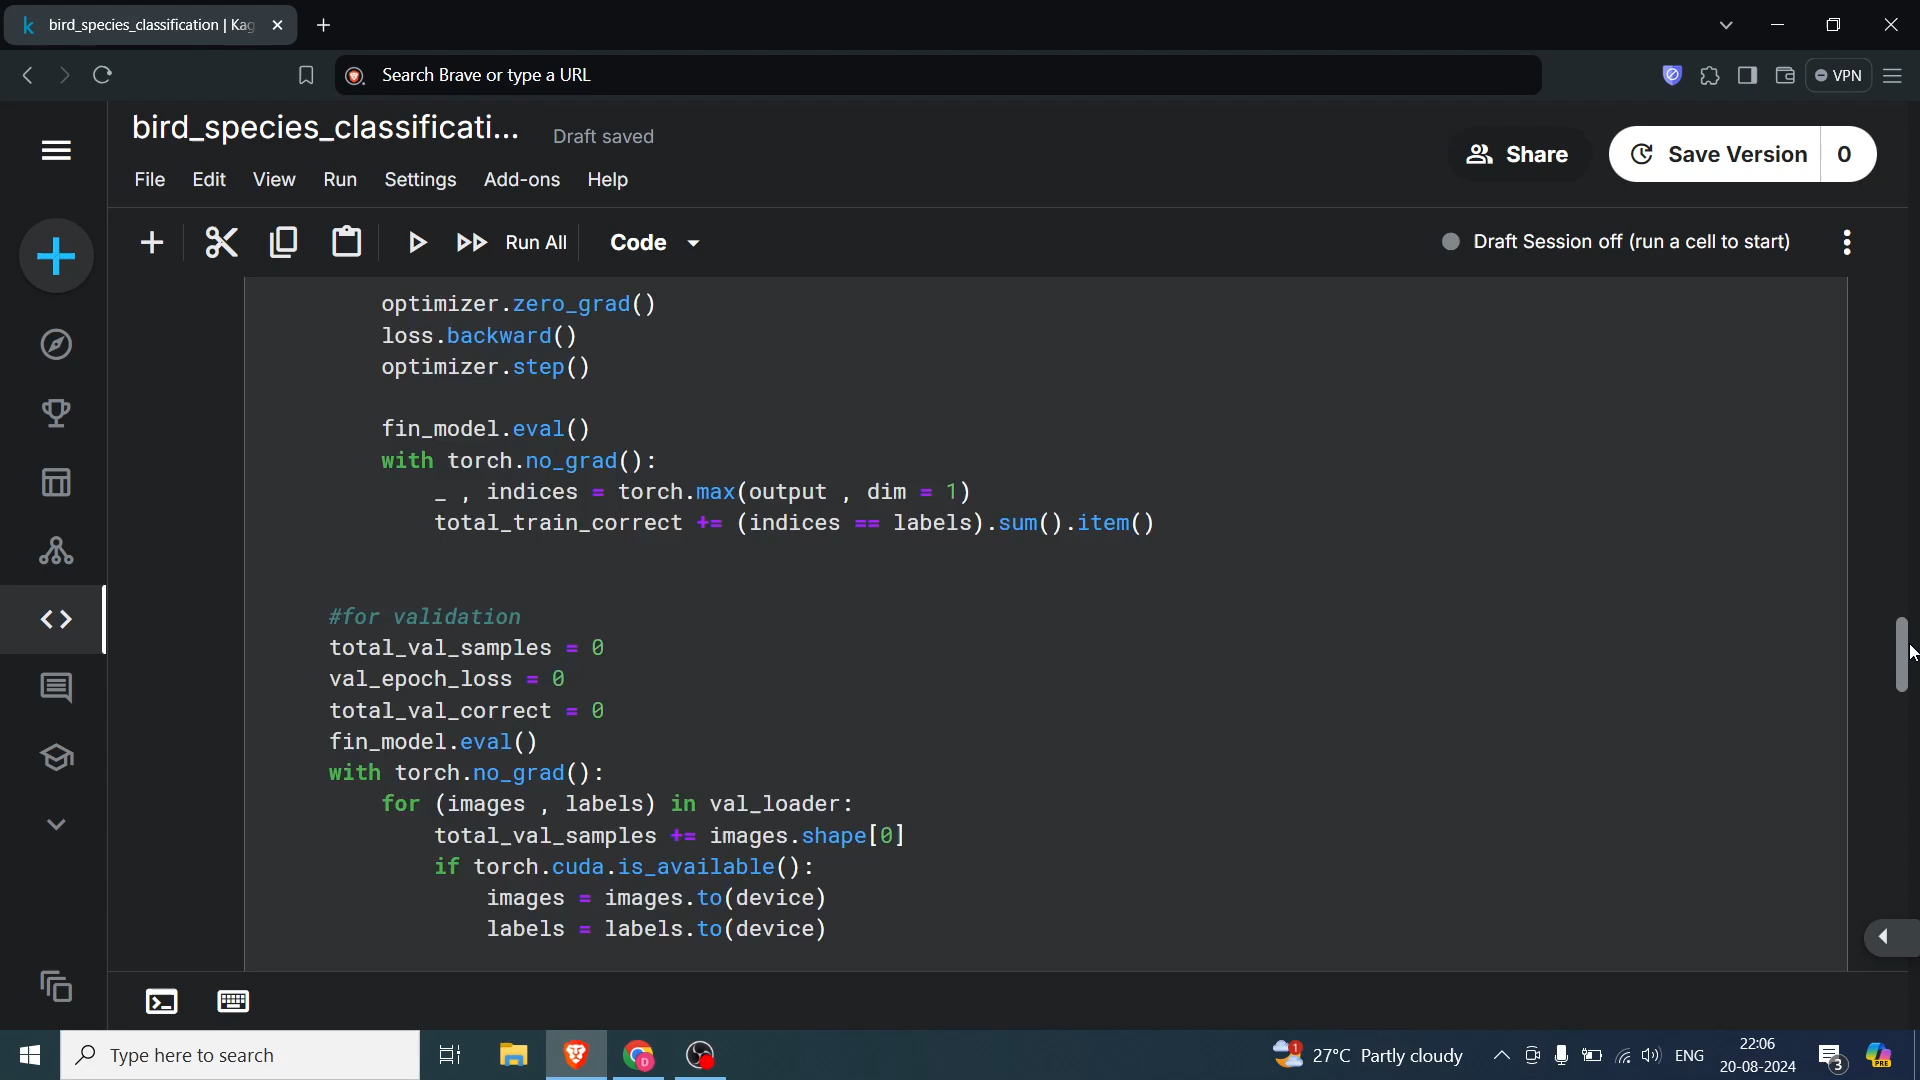 bird_species_classification | Kag
Search Brave or type a URL
VPN
bird_species_classificati...
Draft saved
Share
Save Version
0
File
Edit
View
Run
Settings
Add-ons
Help
Run All
Code
Draft Session off (run a cell to start)
optimizer.zero_grad()
loss.backward()
optimizer.step()
fin_model.eval()
with torch.no_grad():
_ , indices = torch.max(output , dim = 1)
total_train_correct += (indices == labels).sum().item()
#for validation
total_val_samples = 0
val_epoch_loss = 0
total_val_correct = 0
fin_model.eval()
with torch.no_grad():
for (images , labels) in val_loader:
total_val_samples += images.shape[0]
if torch.cuda.is_available():
images = images.to(device)
labels = labels.to(device)
Type here to search
1
27°C Partly cloudy
ENG
22:06
20-08-2024
3
PRE